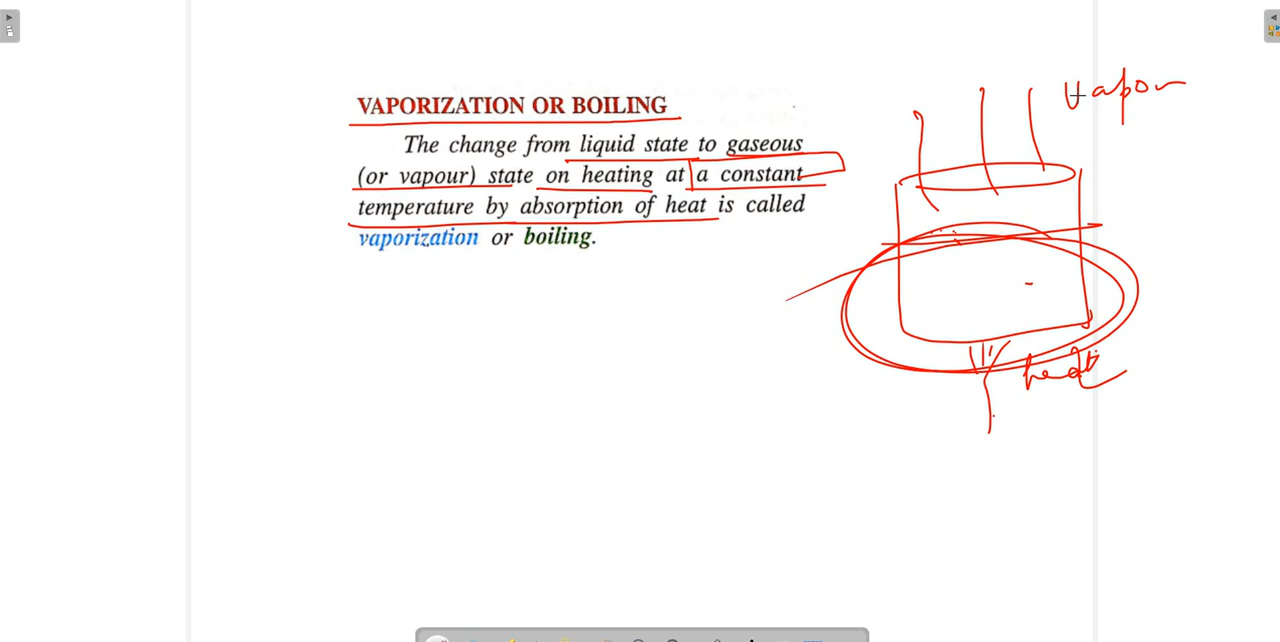 VAPORIZATION OR BOILING
The change from liquid state to gaseous
(or vapour) state on heating at a constant
temperature by absorption of heat is called
vaporization or boiling.
vapor
heat